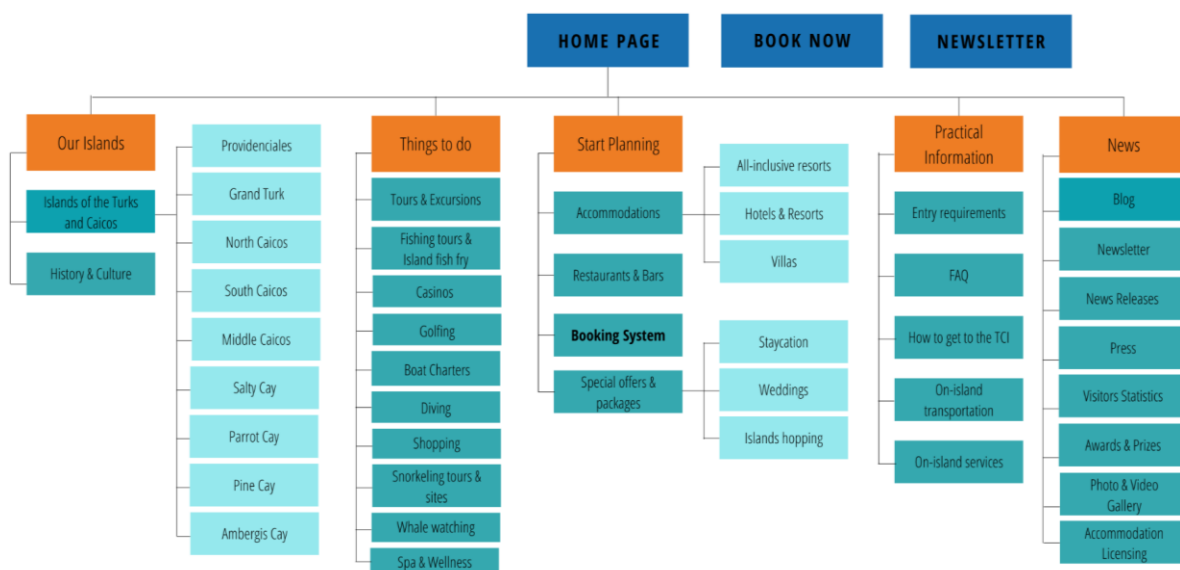 HOME PAGE
BOOK NOW
NEWSLETTER
Our Islands
Islands of the Turks
and Caicos
History & Culture
Providenciales
Grand Turk
North Caicos
South Caicos
Middle Caicos
Salty Cay
Parrot Cay
Pine Cay
Ambergis Cay
Things to do
Tours & Excursions
Fishing tours &
Island fish fry
Casinos
Golfing
Boat Charters
Diving
Shopping
Snorkeling tours &
sites
Whale watching
Spa & Wellness
Start Planning
Accommodations
Restaurants & Bars
Booking System
Special offers &
packages
All-inclusive resorts
Hotels & Resorts
Villas
Staycation
Weddings
Islands hopping
Practical
Information
Entry requirements
FAQ
How to get to the TCI
On-island
transportation
On-island services
News
Blog
Newsletter
News Releases
Press
Visitors Statistics
Awards & Prizes
Photo & Video
Gallery
Accommodation
Licensing